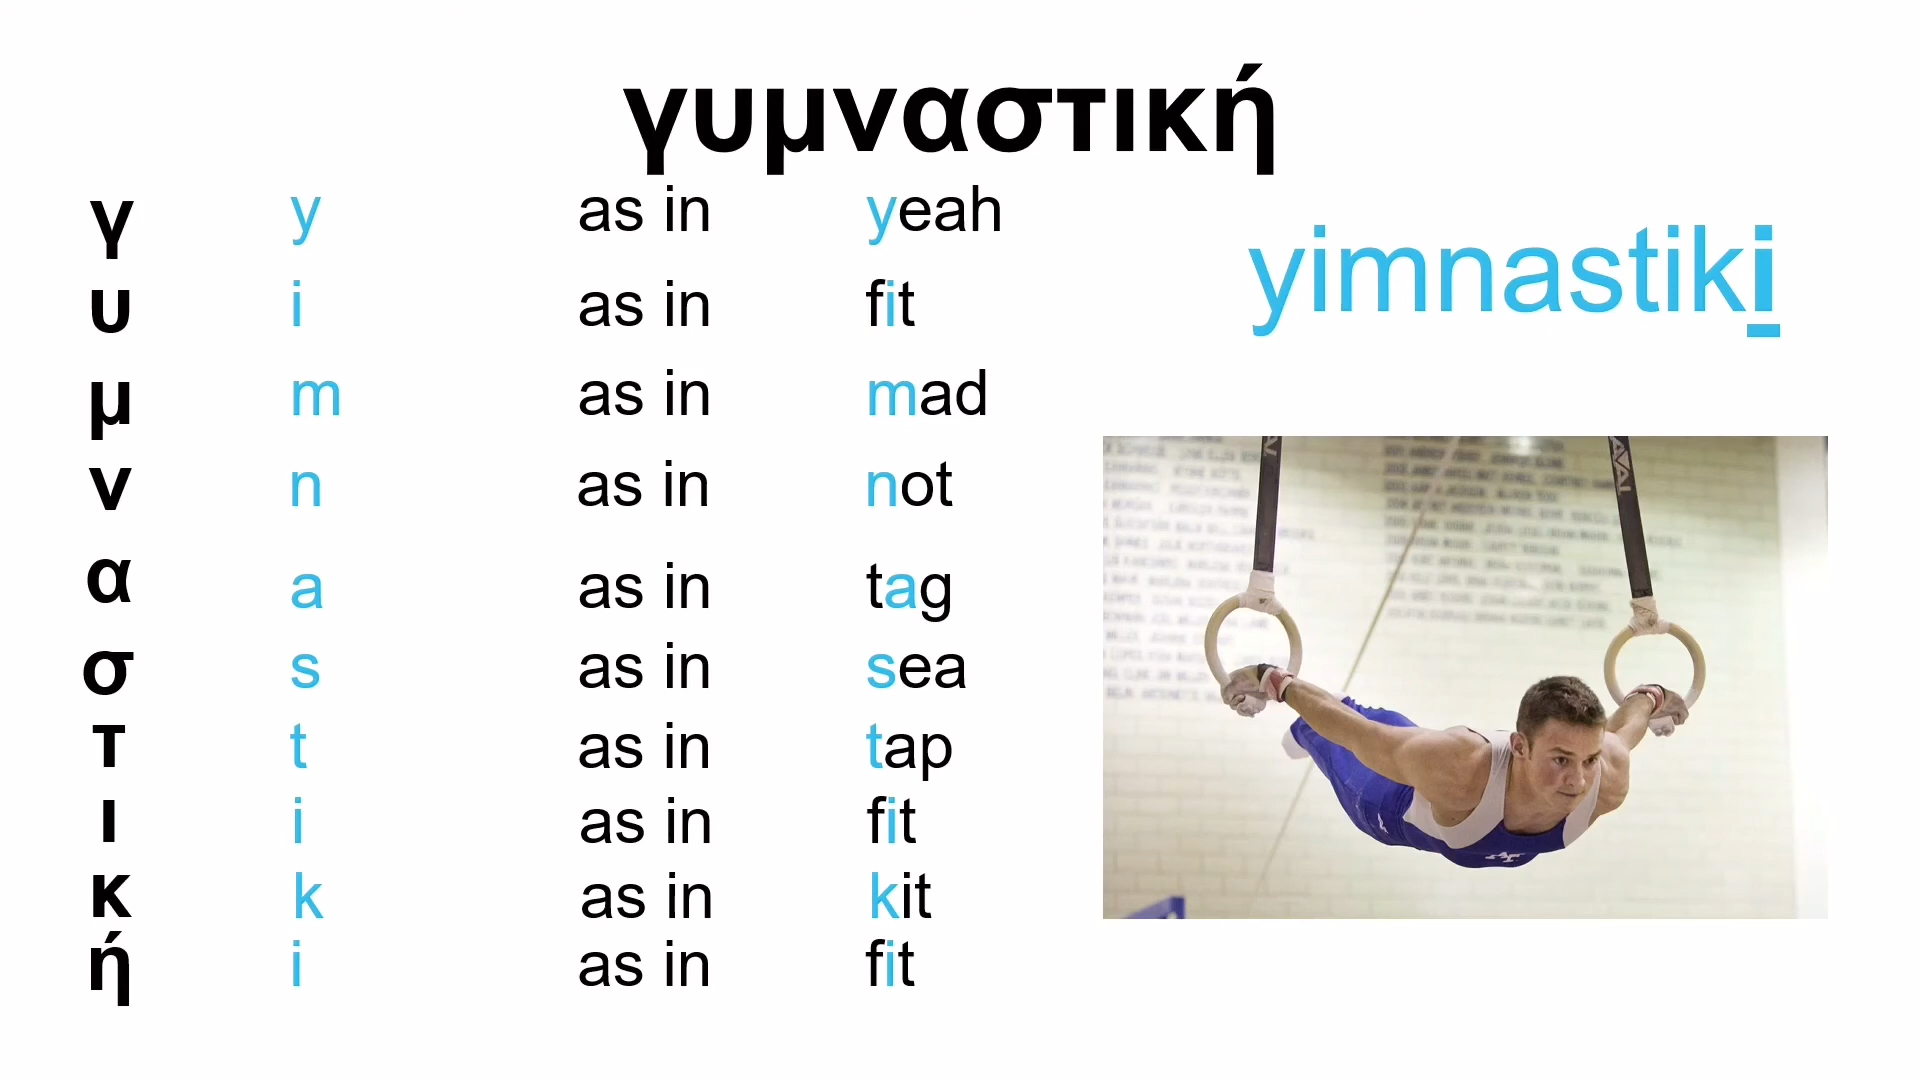 γυμναστική
γ y as in yeah
υ i as in fit
μ m as in mad
ν n as in not
α a as in tag
σ s as in sea
τ t as in tap
ι i as in fit
κ k as in kit
ή i as in fit
yimnastiki